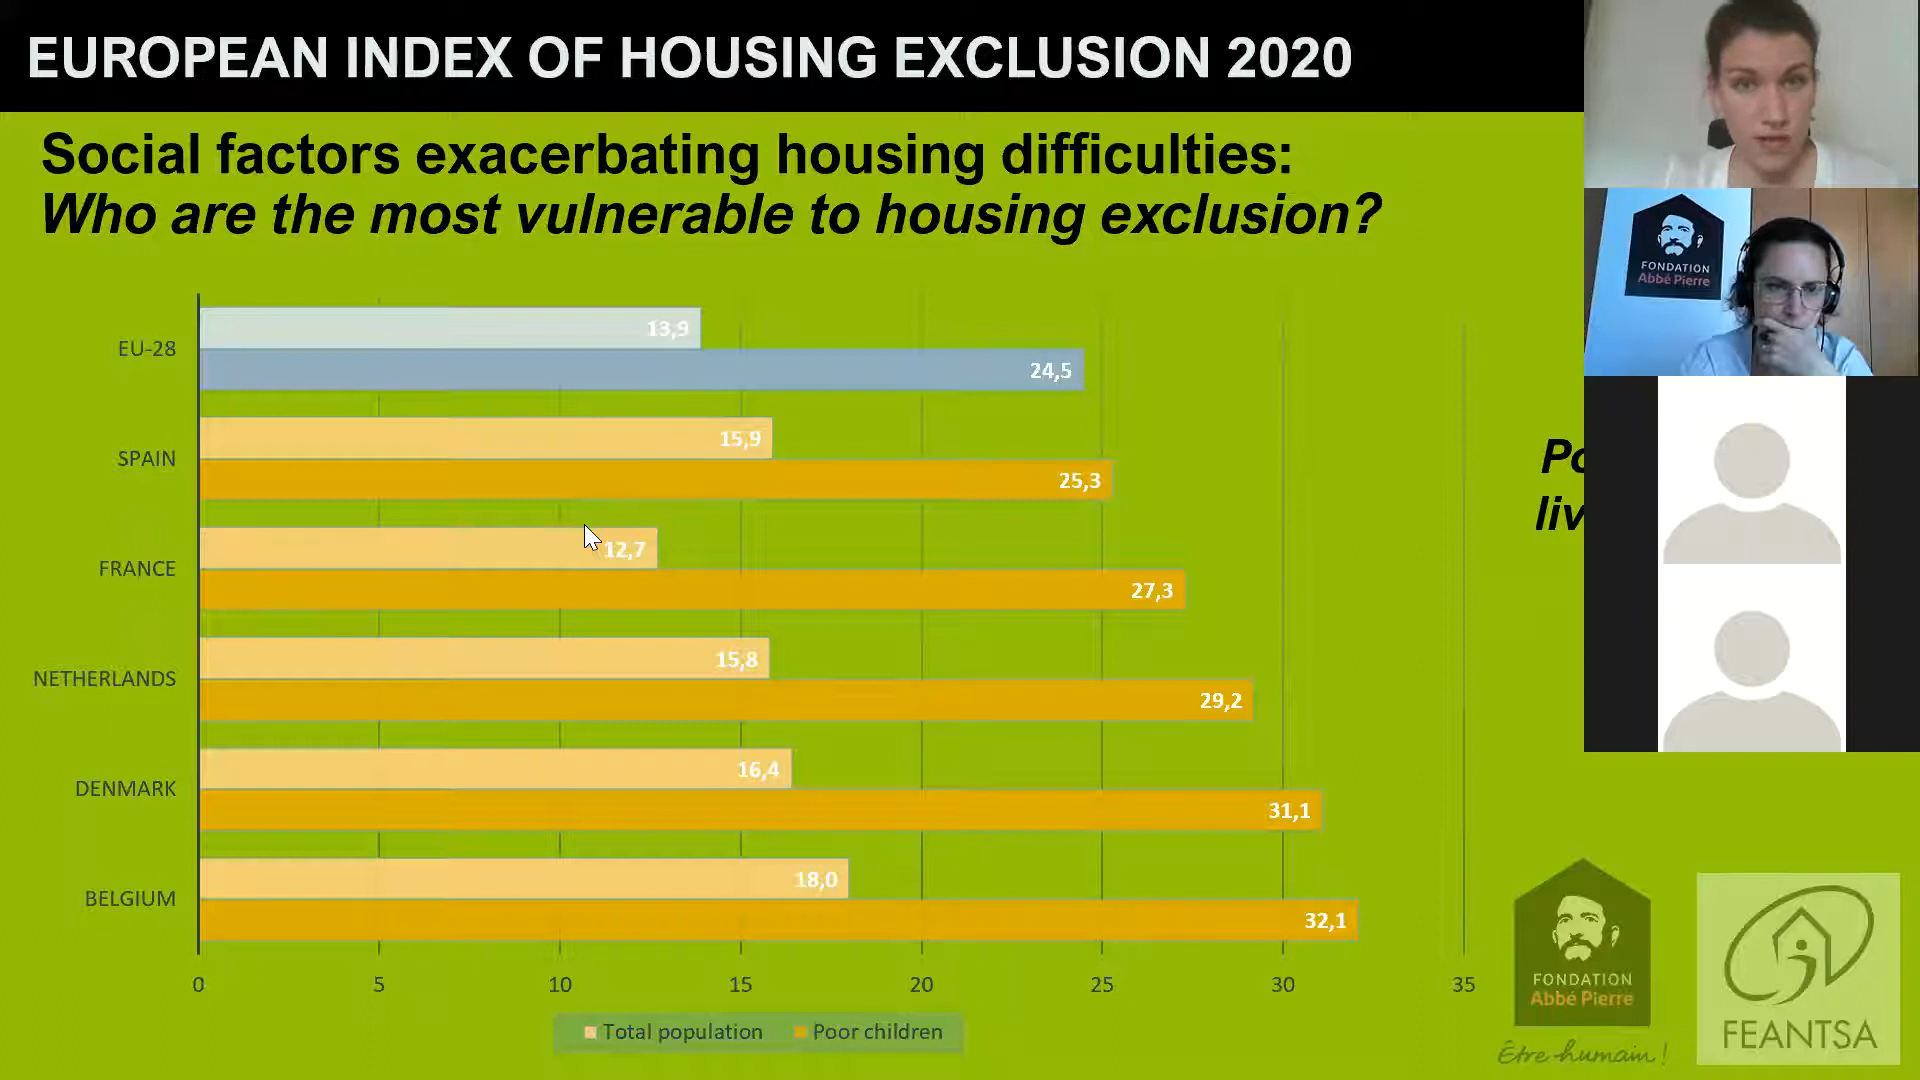 EUROPEAN INDEX OF HOUSING EXCLUSION 2020
Social factors exacerbating housing difficulties:
Who are the most vulnerable to housing exclusion?
FONDATION
Abbé Pierre
EU-28
13,9
24,5
SPAIN
15,9
25,3
FRANCE
12,7
27,3
NETHERLANDS
15,8
29,2
DENMARK
16,4
31,1
BELGIUM
18,0
32,1
0 5 10 15 20 25 30 35
Total population Poor children
FONDATION
Abbé Pierre
Être humain !
FEANTSA